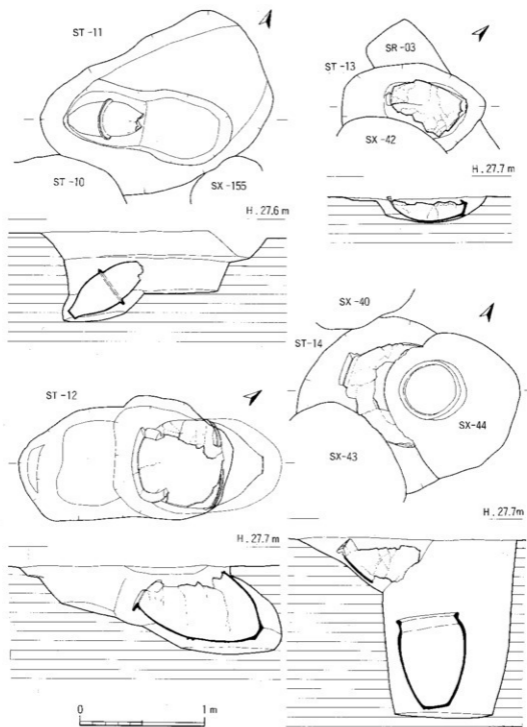 ST-11
ST-10
SX-155
H. 27.6 m
SR-03
ST-13
SX-42
H. 27.7 m
ST-12
H. 27.7 m
0 1 m
SX-40
ST-14
SX-44
SX-43
H. 27.7m